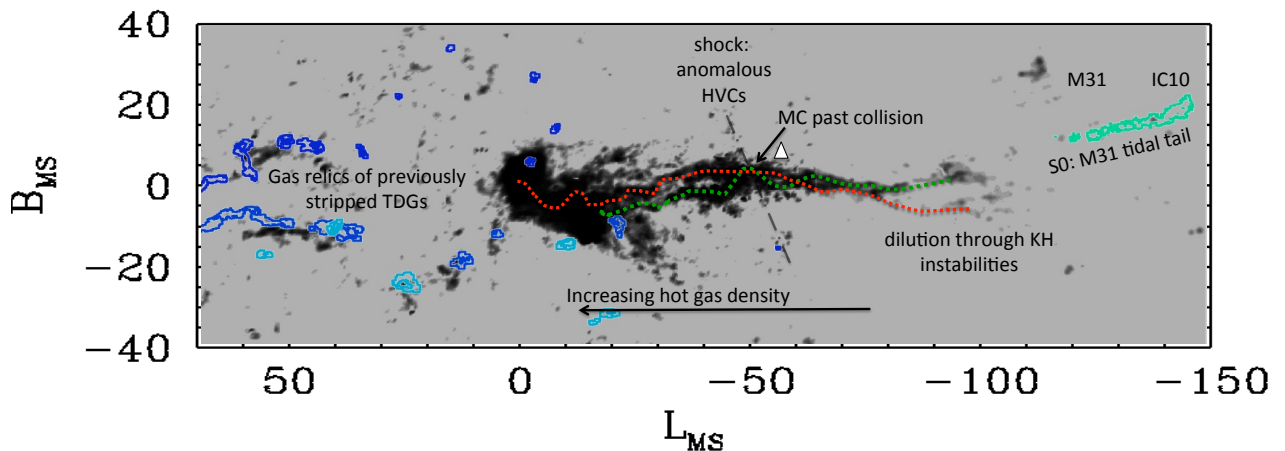 40
20
0
−20
−40
B_MS
50
0
−50
−100
−150
L_MS
shock:
anomalous
HVCs
MC past collision
M31
IC10
S0: M31 tidal tail
Gas relics of previously
stripped TDGs
dilution through KH
instabilities
Increasing hot gas density